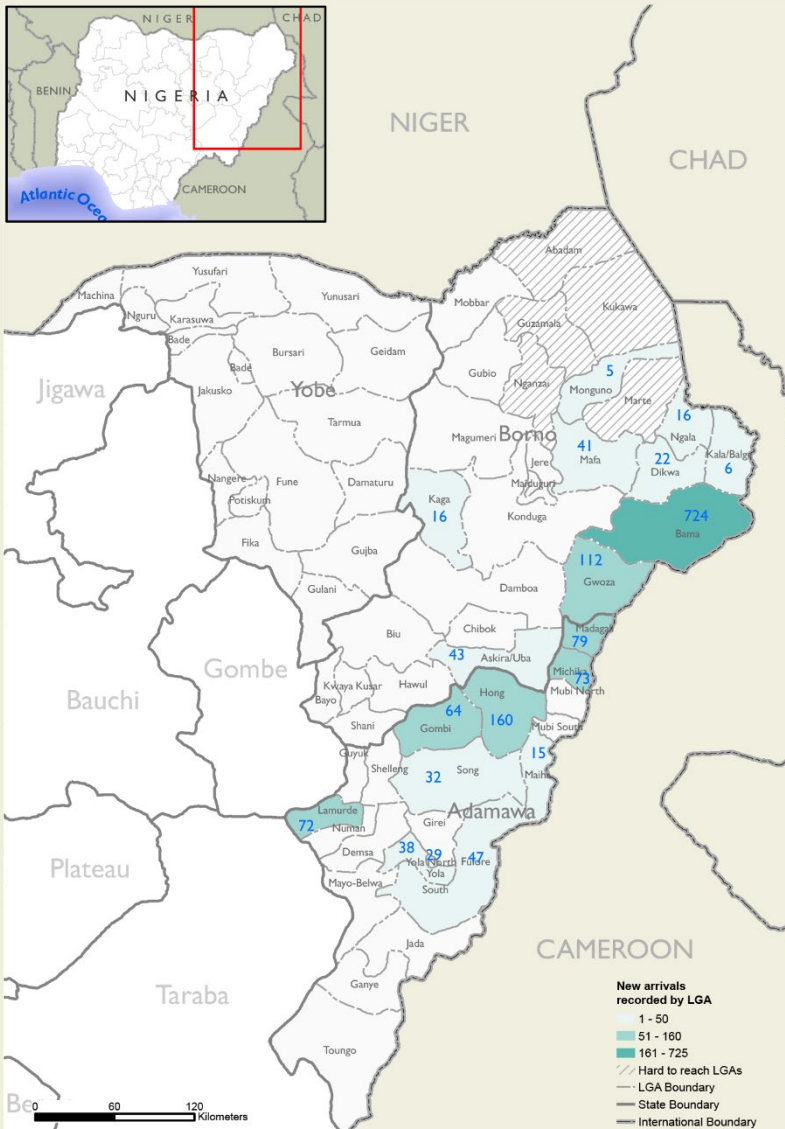 NIGER
CHAD
BENIN
NIGERIA
CAMEROON
Atlantic Ocea
NIGER
CHAD
Abadam
Yusufari
Machina
Yunusari
Mobbar
Kukawa
Nguru
Karasuwa
Guzamala
Bade
Bursari
Geidam
Gubio
Bade
Nganzai
5
Monguno
Jigawa
Jakusko
Yobe
Marte
16
Tarmua
Magumeri
Borno
41
Ngala
Mafa
22
Kala/Balge
Jere
Dikwa
6
Nangere
Fune
Damaturu
Maiduguri
Potiskum
Kaga
16
Konduga
724
Bama
Fika
Gujba
112
Gwoza
Gulani
Damboa
Chibok
Madagali
79
Biu
43
Askira/Uba
Michika
73
Gombe
Kwaya Kusar
Hawul
Hong
Mubi North
Bauchi
Bayo
64
160
Shani
Gombi
Mubi South
Guyuk
15
Shelleng
32
Song
Maiha
Lamurde
Adamawa
72
Numan
Girei
38
29
47
Demsa
Yola North
Fufore
Plateau
Yola
Mayo-Belwa
South
Jada
CAMEROON
Taraba
Ganye
Toungo
Be
0
60
120
Kilometers
New arrivals
recorded by LGA
1 - 50
51 - 160
161 - 725
Hard to reach LGAs
LGA Boundary
State Boundary
International Boundary